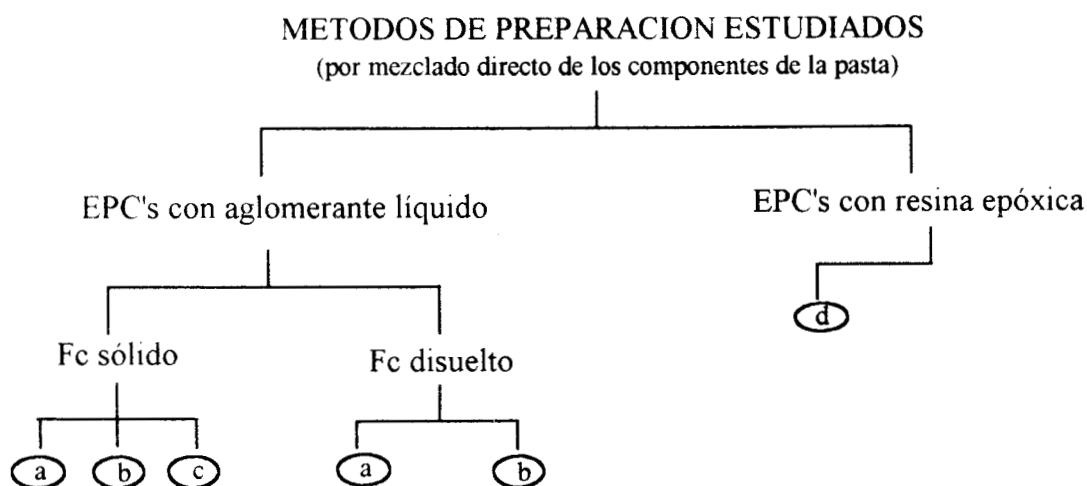 METODOS DE PREPARACION ESTUDIADOS
(por mezclado directo de los componentes de la pasta)
EPC's con aglomerante líquido
EPC's con resina epóxica
d
Fc sólido
Fc disuelto
a b c a b